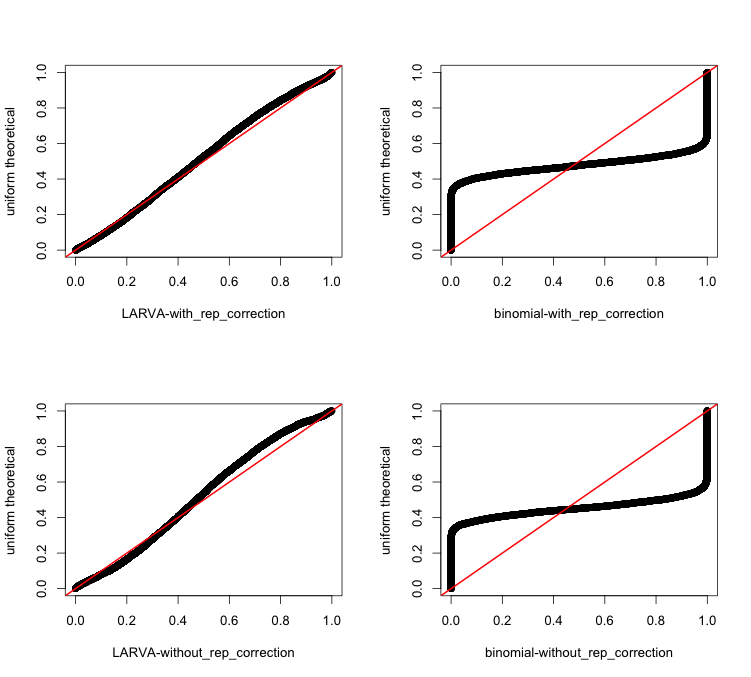 uniform theoretical
0.0 0.2 0.4 0.6 0.8 1.0
0.0 0.2 0.4 0.6 0.8 1.0
LARVA-with_rep_correction
uniform theoretical
0.0 0.2 0.4 0.6 0.8 1.0
0.0 0.2 0.4 0.6 0.8 1.0
binomial-with_rep_correction
uniform theoretical
0.0 0.2 0.4 0.6 0.8 1.0
0.0 0.2 0.4 0.6 0.8 1.0
LARVA-without_rep_correction
uniform theoretical
0.0 0.2 0.4 0.6 0.8 1.0
0.0 0.2 0.4 0.6 0.8 1.0
binomial-without_rep_correction